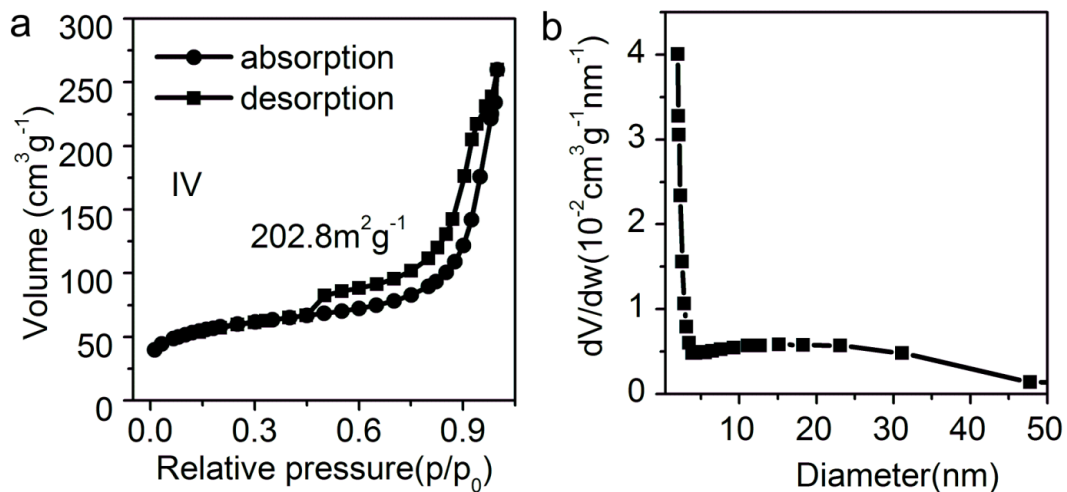 a
300
250
200
150
100
50
0
Volume (cm³g⁻¹)
absorption
desorption
IV
202.8m²g⁻¹
0.0
0.3
0.6
0.9
Relative pressure(p/p₀)
b
4
3
2
1
0
dV/dw(10⁻²cm³g⁻¹nm⁻¹)
10
20
30
40
50
Diameter(nm)